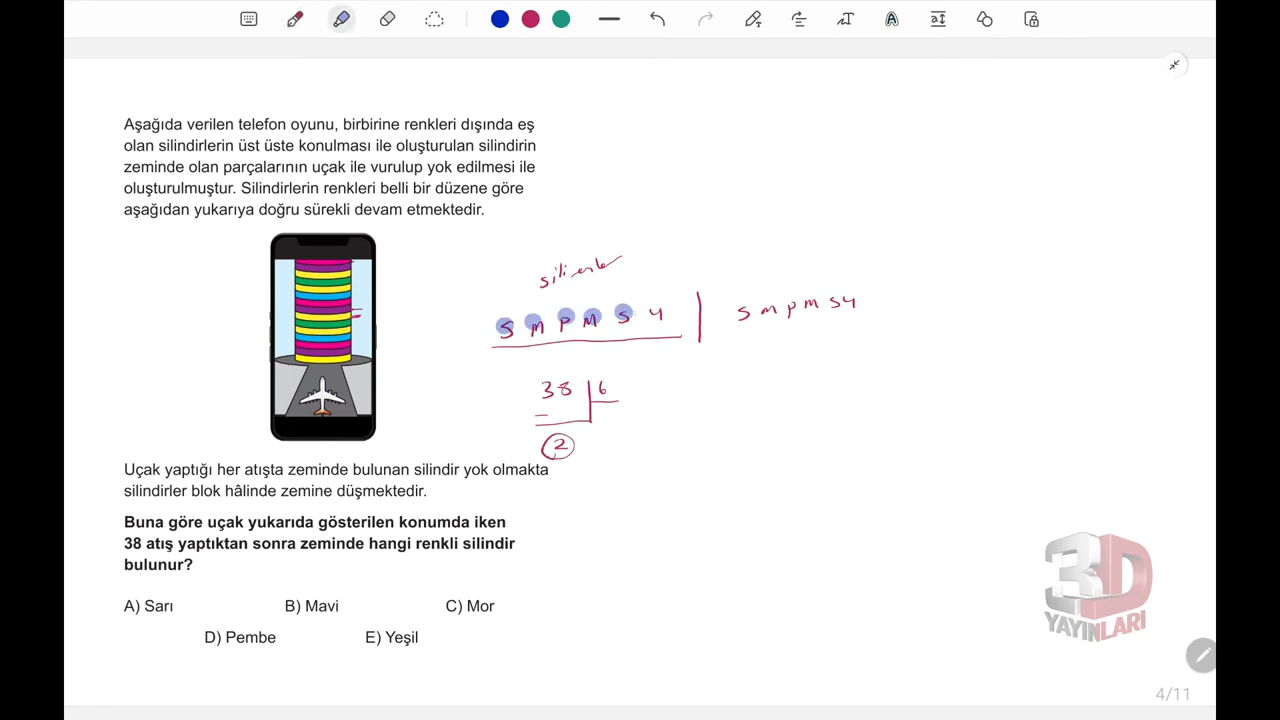 Aşağıda verilen telefon oyunu, birbirine renkleri dışında eş
olan silindirlerin üst üste konulması ile oluşturulan silindirin
zeminde olan parçalarının uçak ile vurulup yok edilmesi ile
oluşturulmuştur. Silindirlerin renkleri belli bir düzene göre
aşağıdan yukarıya doğru sürekli devam etmektedir.
S M P M S Y | S M P M S Y
38 | 6
2
Uçak yaptığı her atışta zeminde bulunan silindir yok olmakta
silindirler blok hâlinde zemine düşmektedir.
Buna göre uçak yukarıda gösterilen konumda iken
38 atış yaptıktan sonra zeminde hangi renkli silindir
bulunur?
A) Sarı B) Mavi C) Mor
D) Pembe E) Yeşil
3D
YAYINLARI
4/11